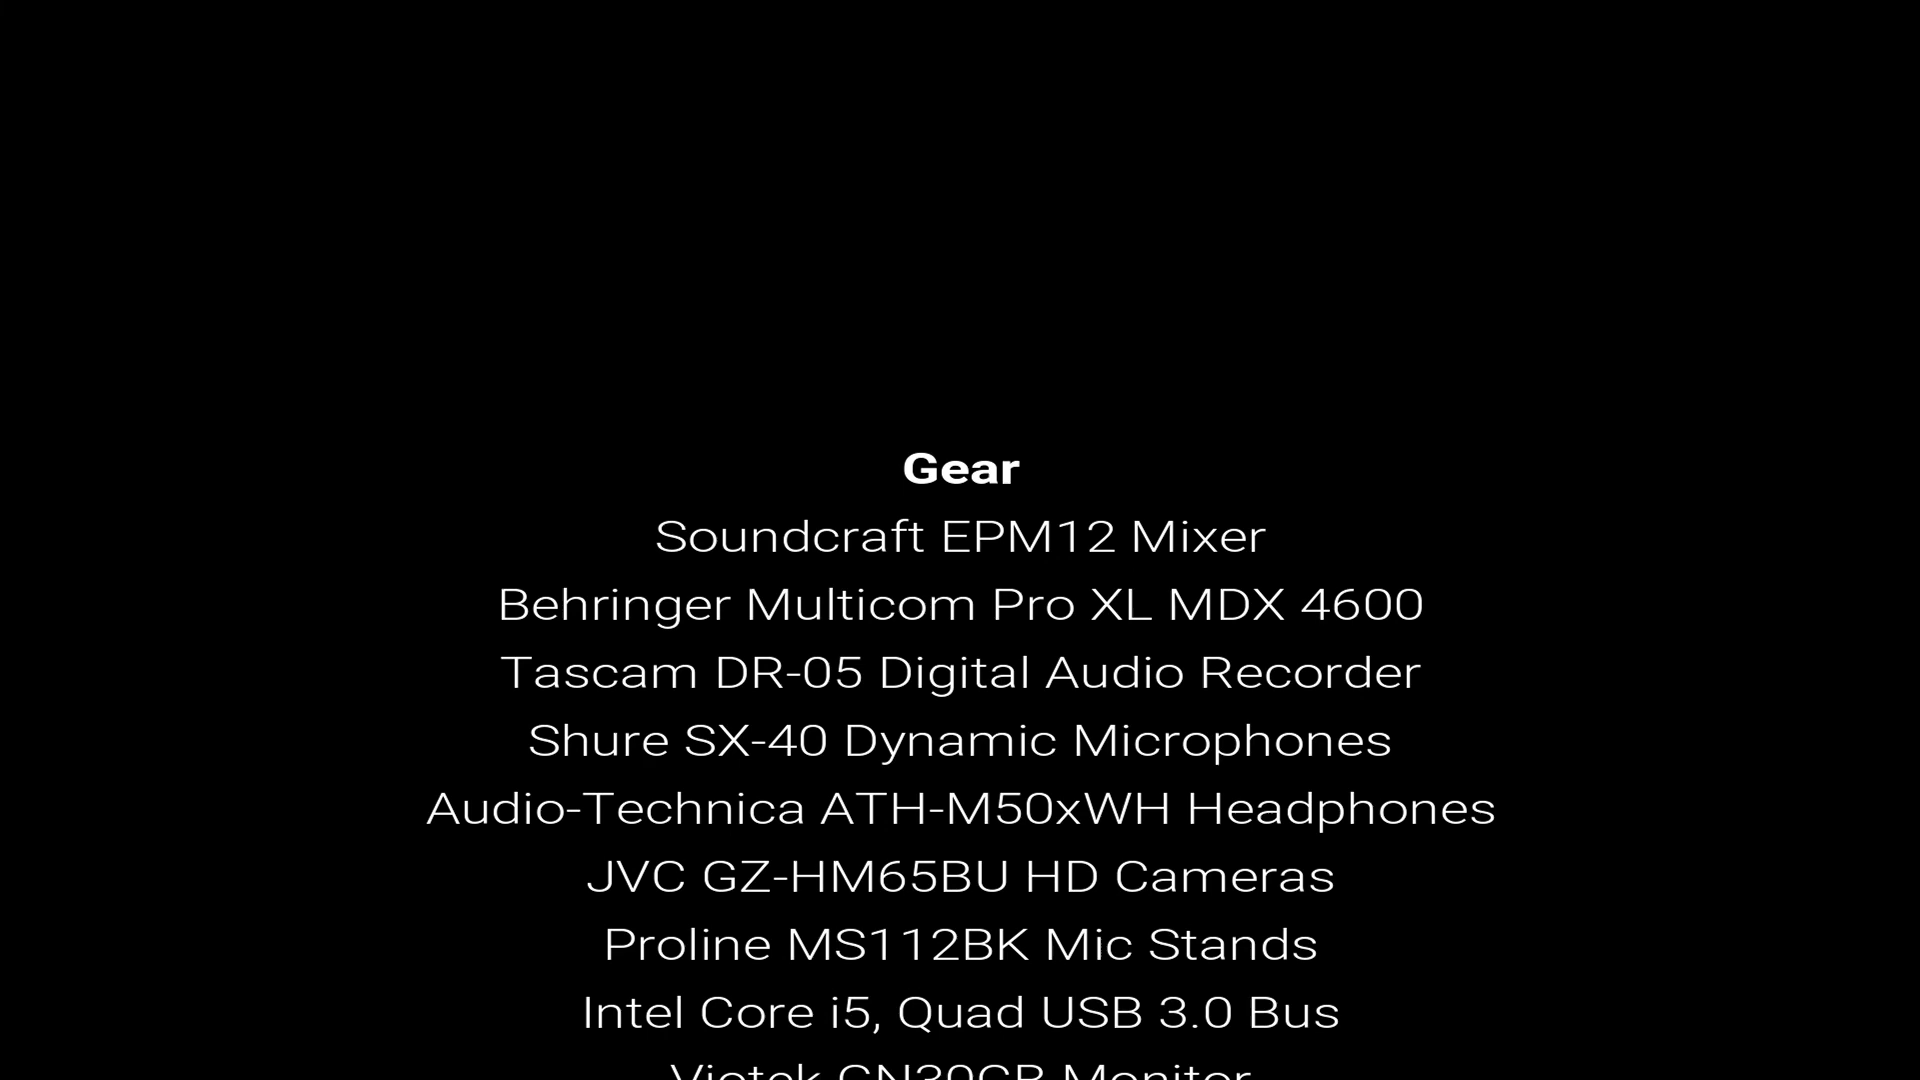 Gear
Soundcraft EPM12 Mixer
Behringer Multicom Pro XL MDX 4600
Tascam DR-05 Digital Audio Recorder
Shure SX-40 Dynamic Microphones
Audio-Technica ATH-M50xWH Headphones
JVC GZ-HM65BU HD Cameras
Proline MS112BK Mic Stands
Intel Core i5, Quad USB 3.0 Bus
Monitor